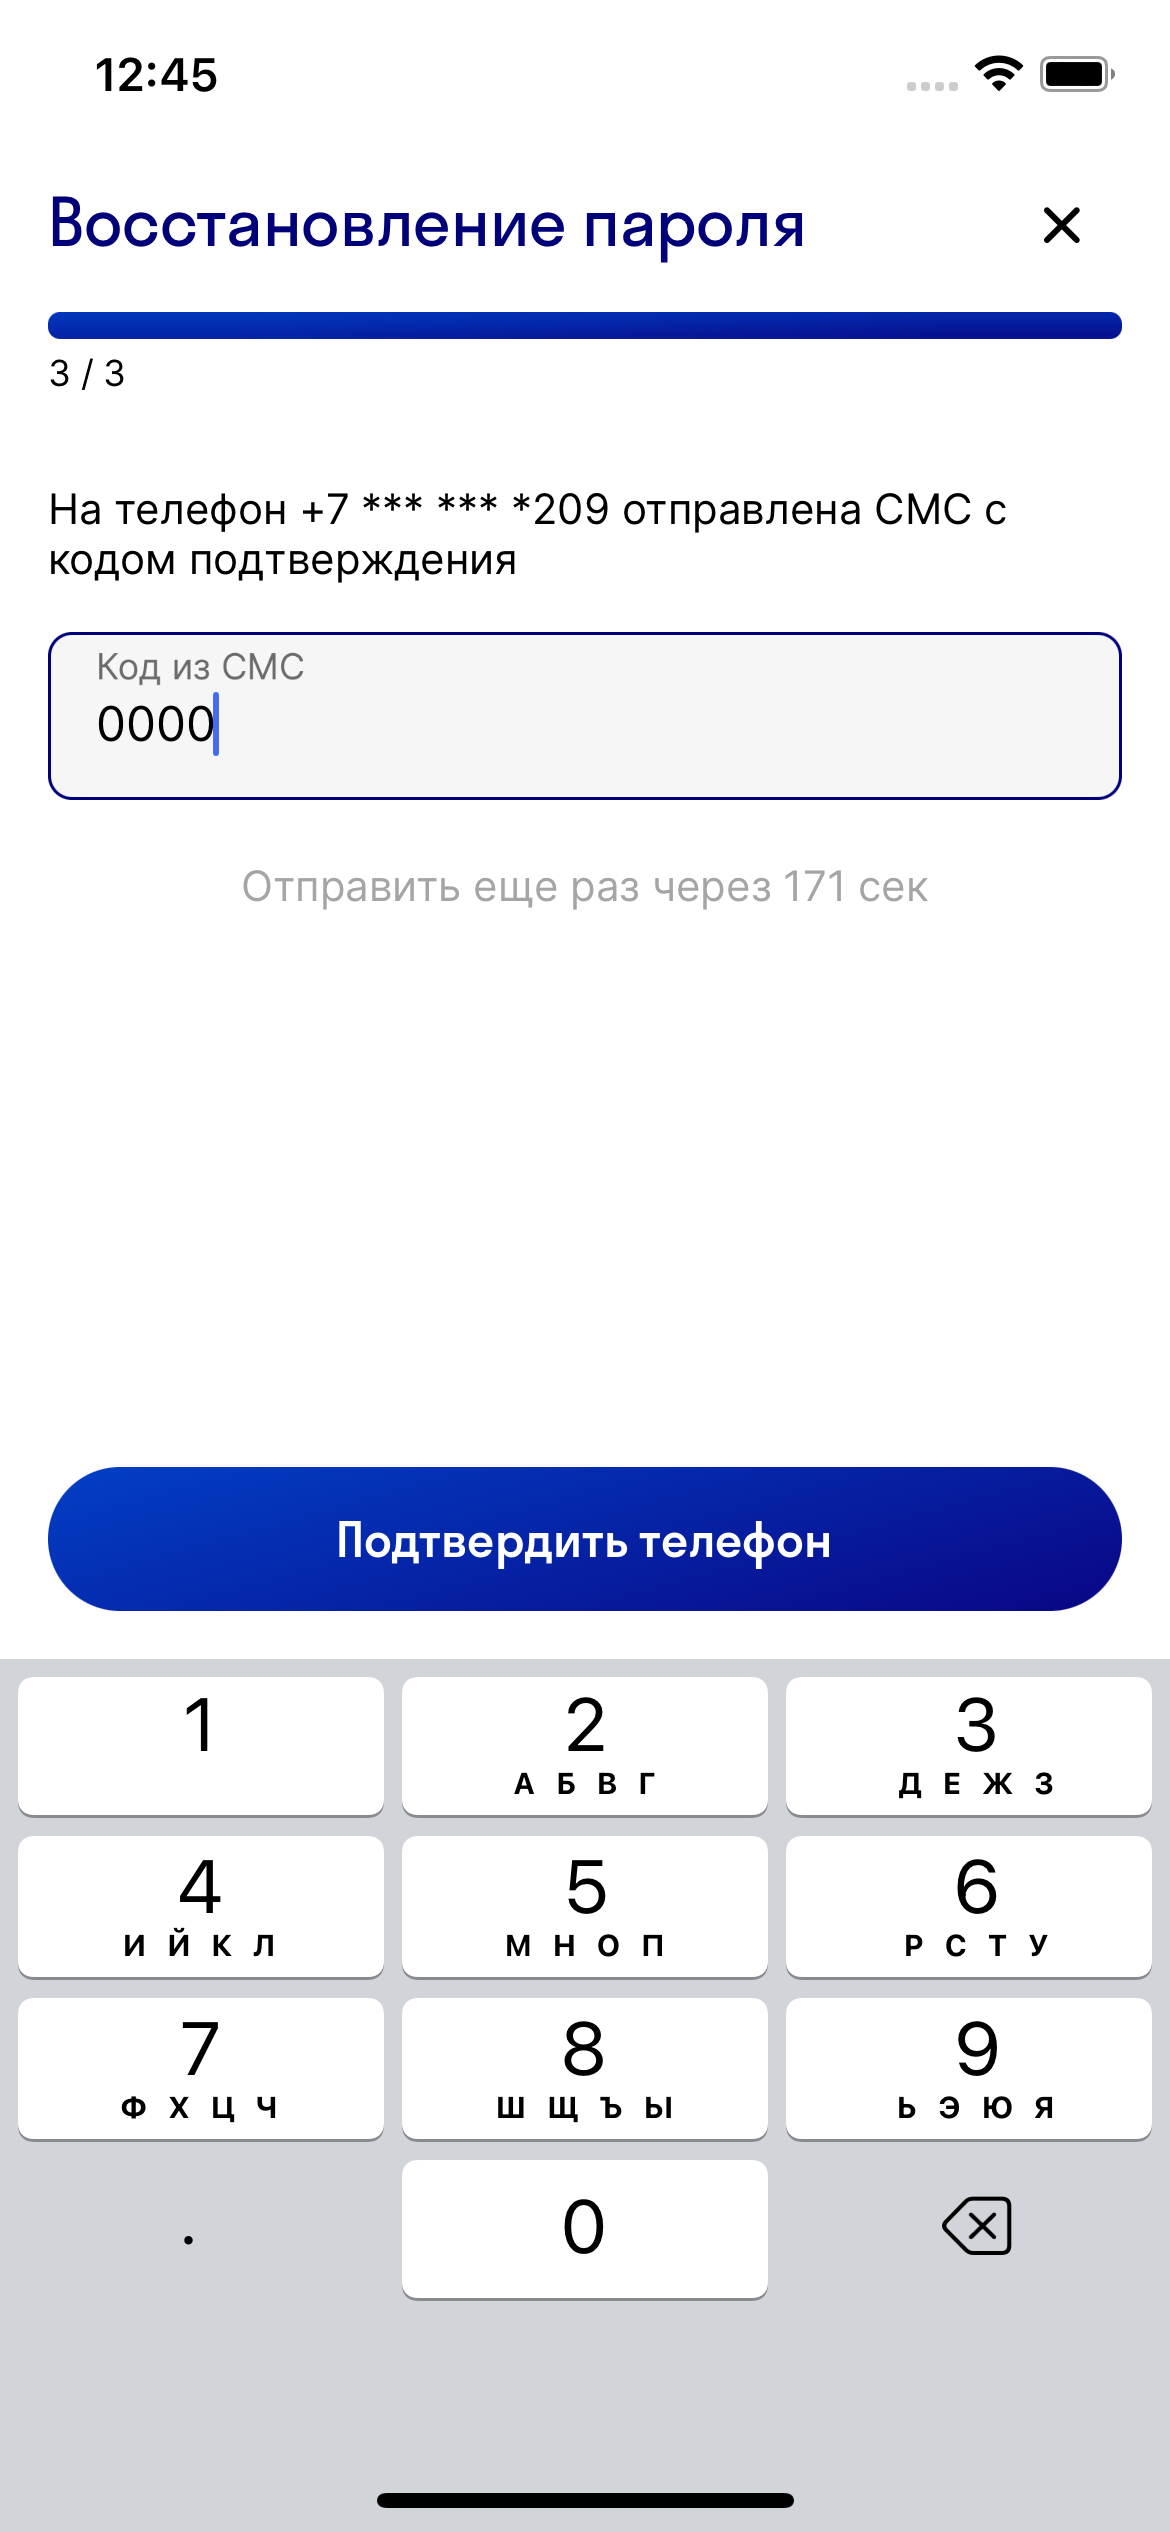 12:45
Восстановление пароля
3 / 3
На телефон +7 *** *** *209 отправлена СМС с
кодом подтверждения
Код из СМС
0000
Отправить еще раз через 171 сек
Подтвердить телефон
1 2 3
А Б В Г Д Е Ж З
4 5 6
И Й К Л М Н О П Р С Т У
7 8 9
Ф Х Ц Ч Ш Щ Ъ Ы Ь Э Ю Я
. 0